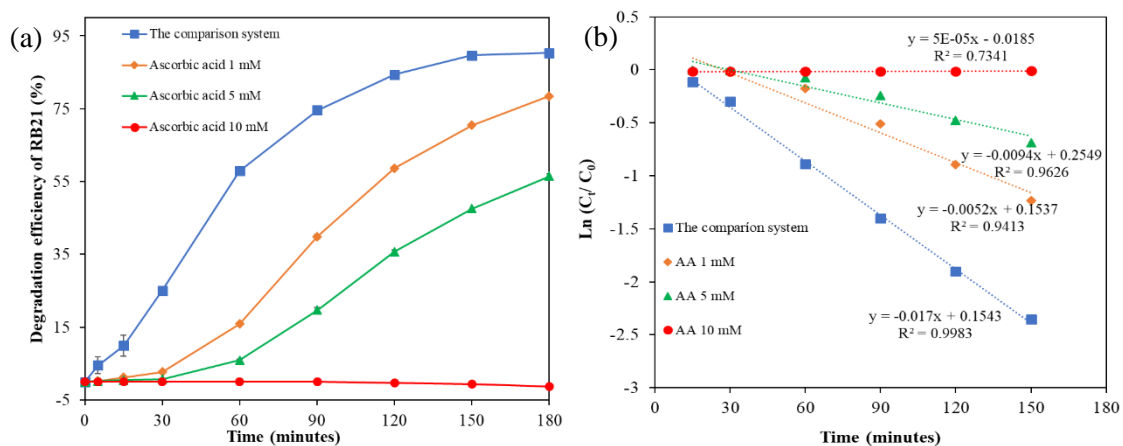 (a)
Degradation efficiency of RB21 (%)
95
75
55
35
15
-5
The comparison system
Ascorbic acid 1 mM
Ascorbic acid 5 mM
Ascorbic acid 10 mM
0 30 60 90 120 150 180
Time (minutes)
(b)
Ln (Ct/ C0)
0.5
0
-0.5
-1
-1.5
-2
-2.5
-3
y = 5E-05x - 0.0185
R² = 0.7341
y = -0.0094x + 0.2549
R² = 0.9626
y = -0.0052x + 0.1537
R² = 0.9413
y = -0.017x + 0.1543
R² = 0.9983
The comparion system
AA 1 mM
AA 5 mM
AA 10 mM
0 30 60 90 120 150 180
Time (minutes)